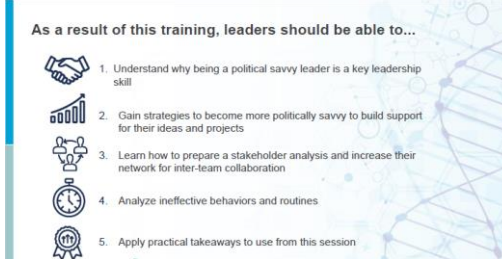 As a result of this training, leaders should be able to...
1. Understand why being a political savvy leader is a key leadership
skill
2. Gain strategies to become more politically savvy to build support
for their ideas and projects
3. Learn how to prepare a stakeholder analysis and increase their
network for inter-team collaboration
4. Analyze ineffective behaviors and routines
5. Apply practical takeaways to use from this session